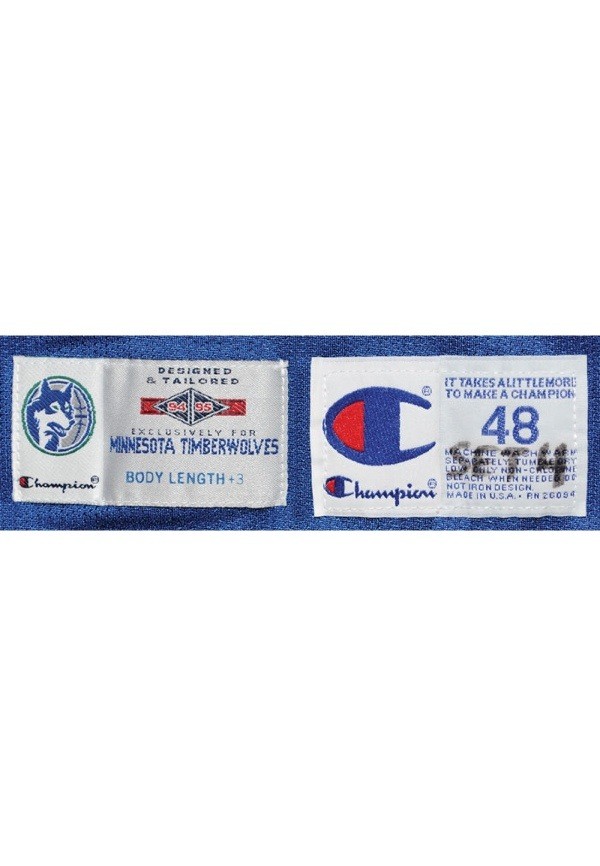 DESIGNED
& TAILORED
94 95
EXCLUSIVELY FOR
MINNESOTA TIMBERWOLVES
BODY LENGTH +3
Champion®
®
IT TAKES A LITTLE MORE
TO MAKE A CHAMPION
48
MACHINE WASH WARM
SEPARATELY. TUMBLE DRY
LOW. ONLY NON-CHLORINE
BLEACH WHEN NEEDED. DO
NOT IRON DESIGN.
MADE IN U.S.A. • RN 26094
Champion®